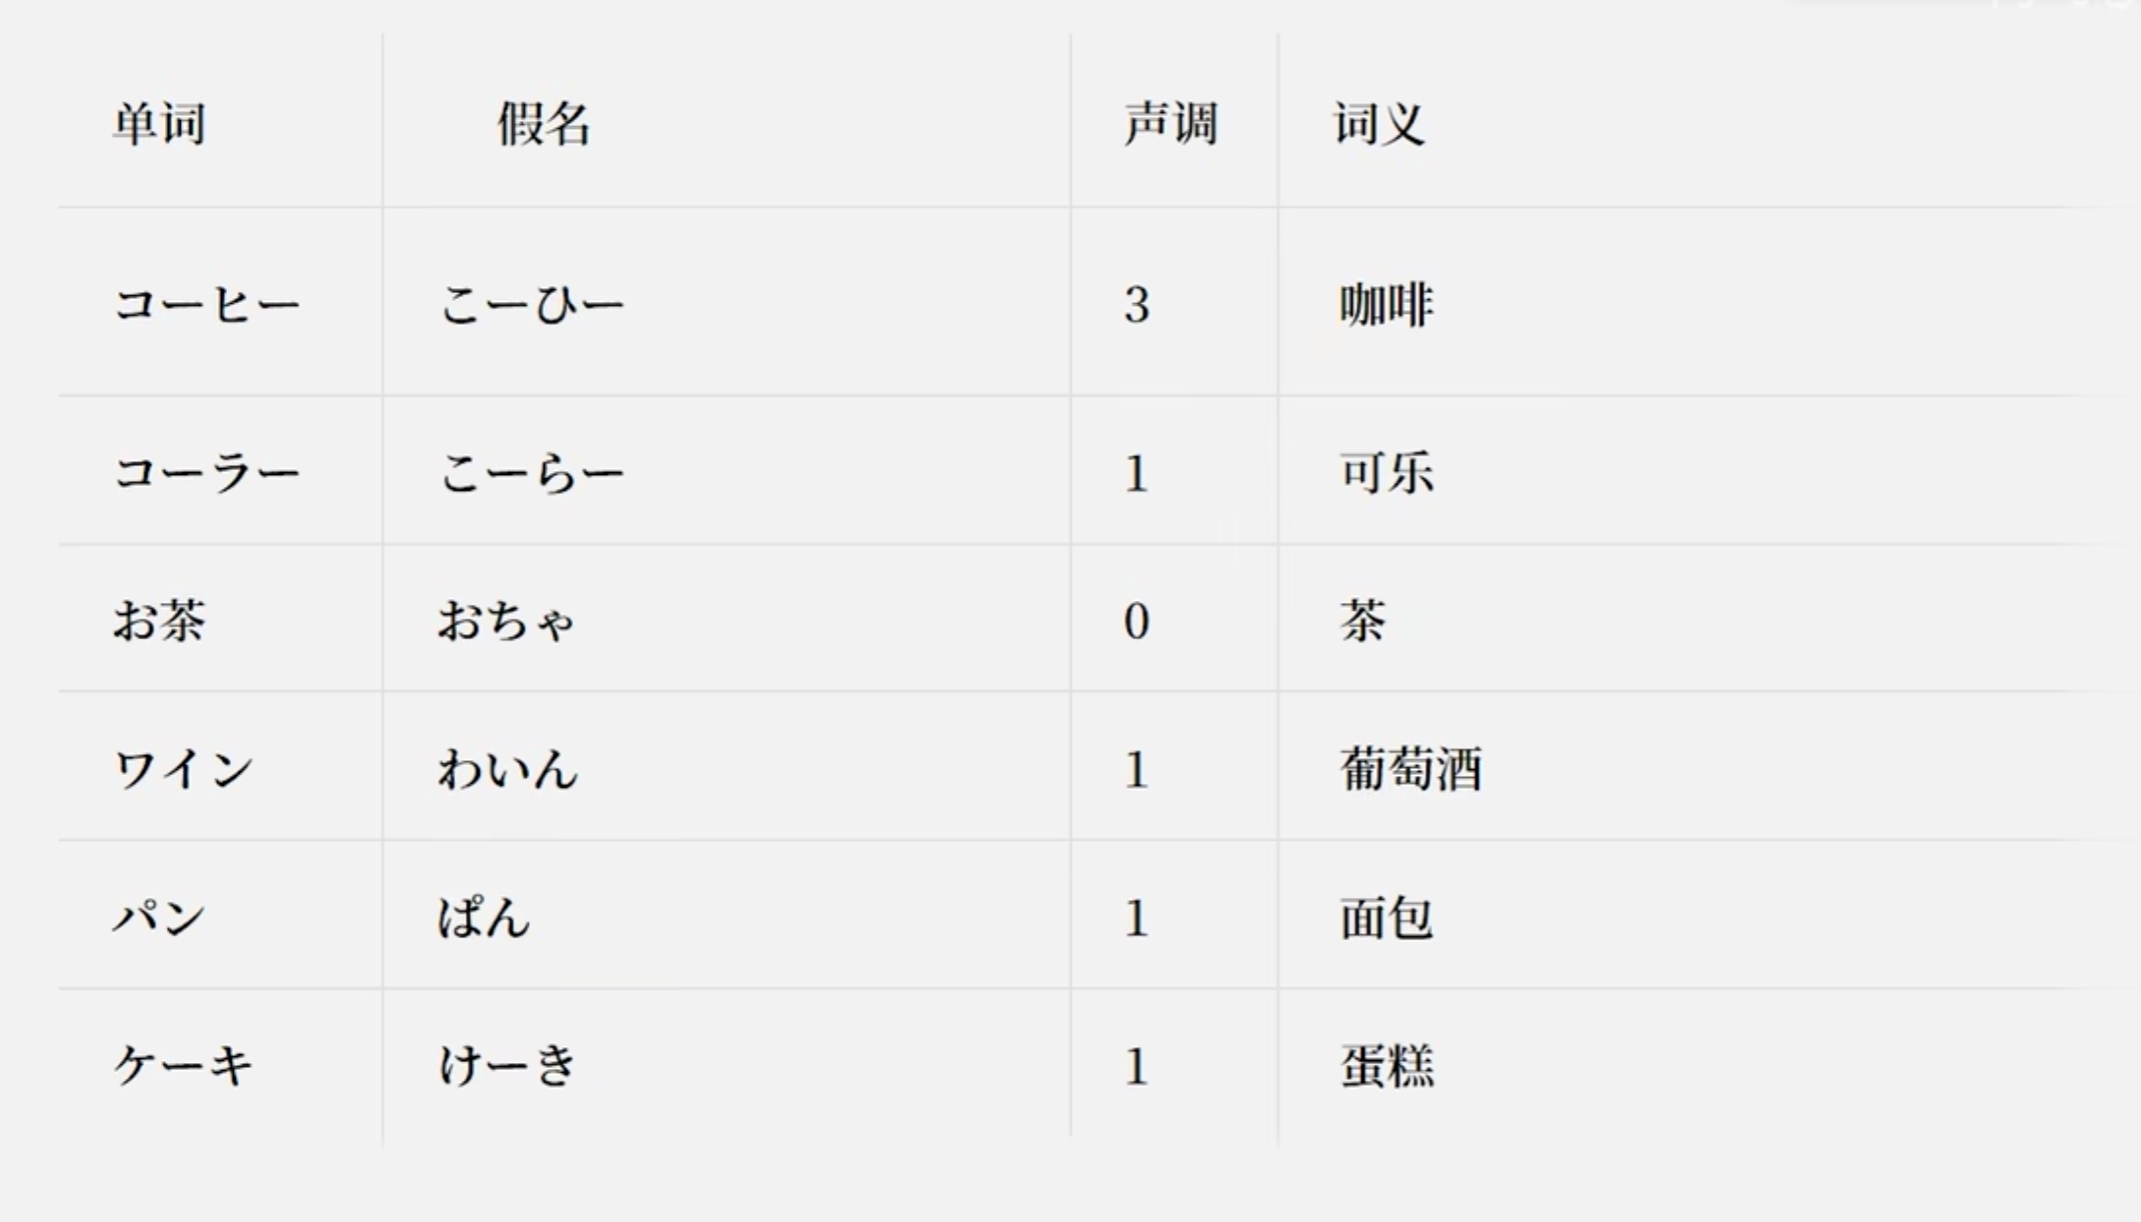 单词 假名 声调 词义
コーヒー こーひー 3 咖啡
コーラー こーらー 1 可乐
お茶 おちゃ 0 茶
ワイン わいん 1 葡萄酒
パン ぱん 1 面包
ケーキ けーき 1 蛋糕